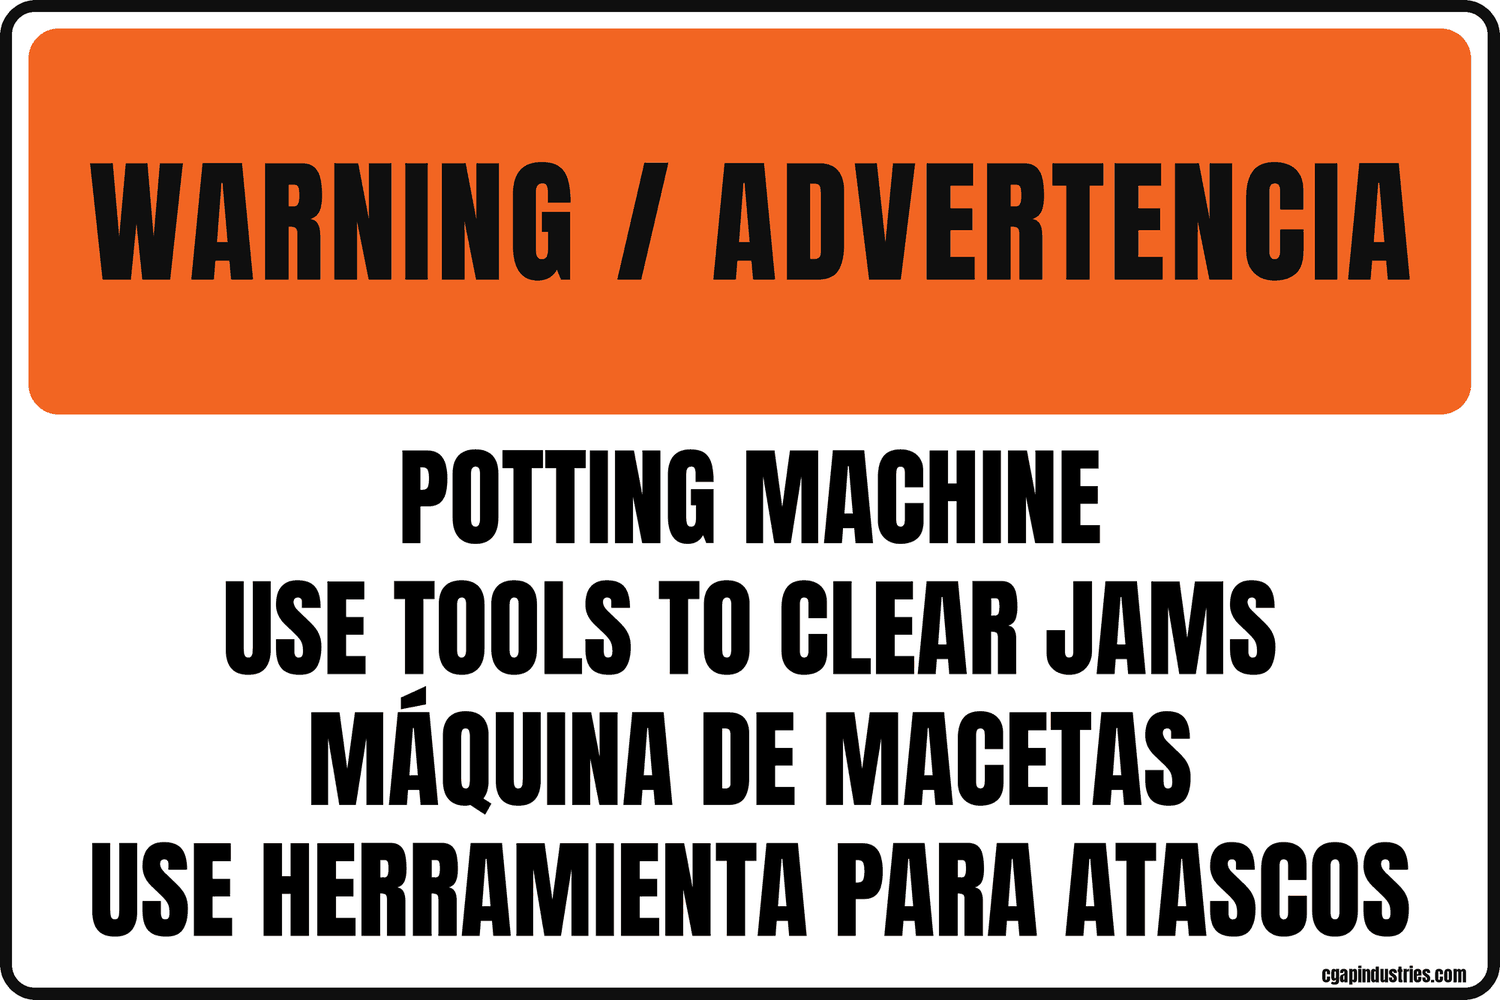 WARNING / ADVERTENCIA
POTTING MACHINE
USE TOOLS TO CLEAR JAMS
MÁQUINA DE MACETAS
USE HERRAMIENTA PARA ATASCOS
cgapindustries.com